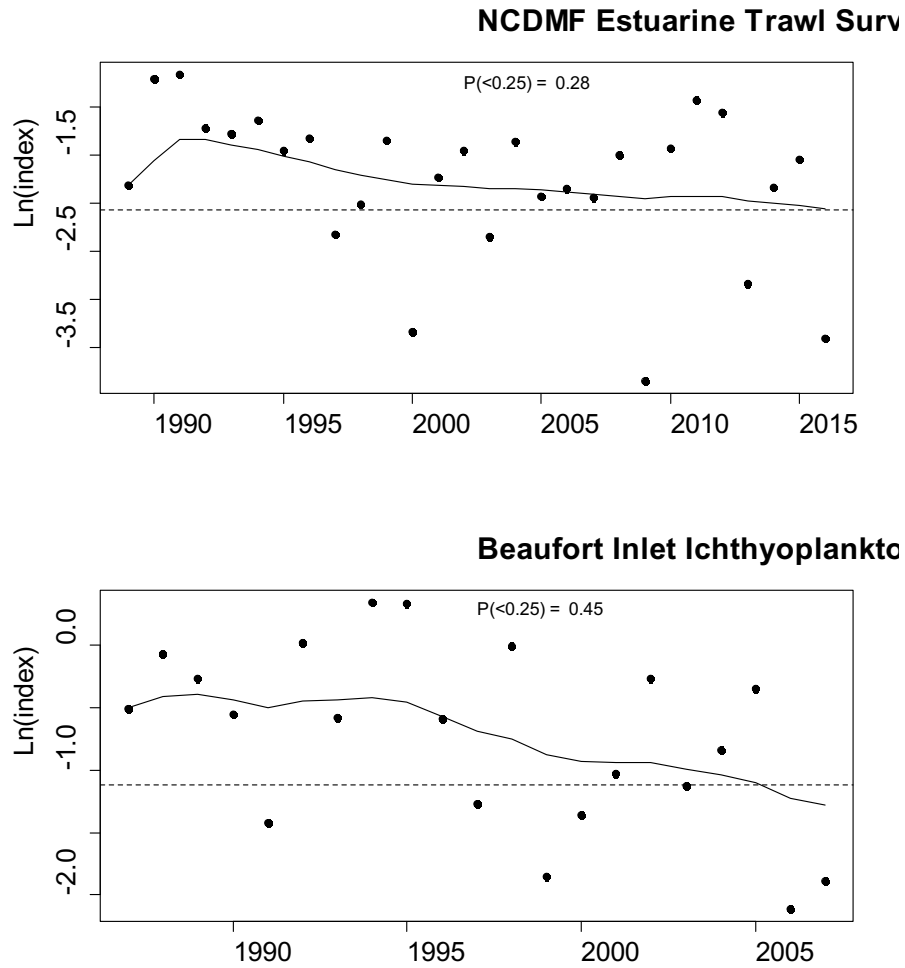 NCDMF Estuarine Trawl Surv
P(<0.25) = 0.28
Ln(index)
-1.5
-2.5
-3.5
1990 1995 2000 2005 2010 2015
Beaufort Inlet Ichthyoplankto
P(<0.25) = 0.45
Ln(index)
0.0
-1.0
-2.0
1990 1995 2000 2005